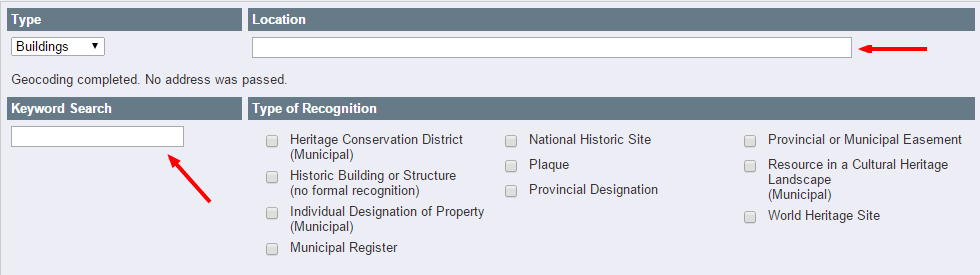 Type
Location
Buildings
Geocoding completed. No address was passed.
Keyword Search
Type of Recognition
Heritage Conservation District
(Municipal)
Historic Building or Structure
(no formal recognition)
Individual Designation of Property
(Municipal)
Municipal Register
National Historic Site
Plaque
Provincial Designation
Provincial or Municipal Easement
Resource in a Cultural Heritage
Landscape
(Municipal)
World Heritage Site